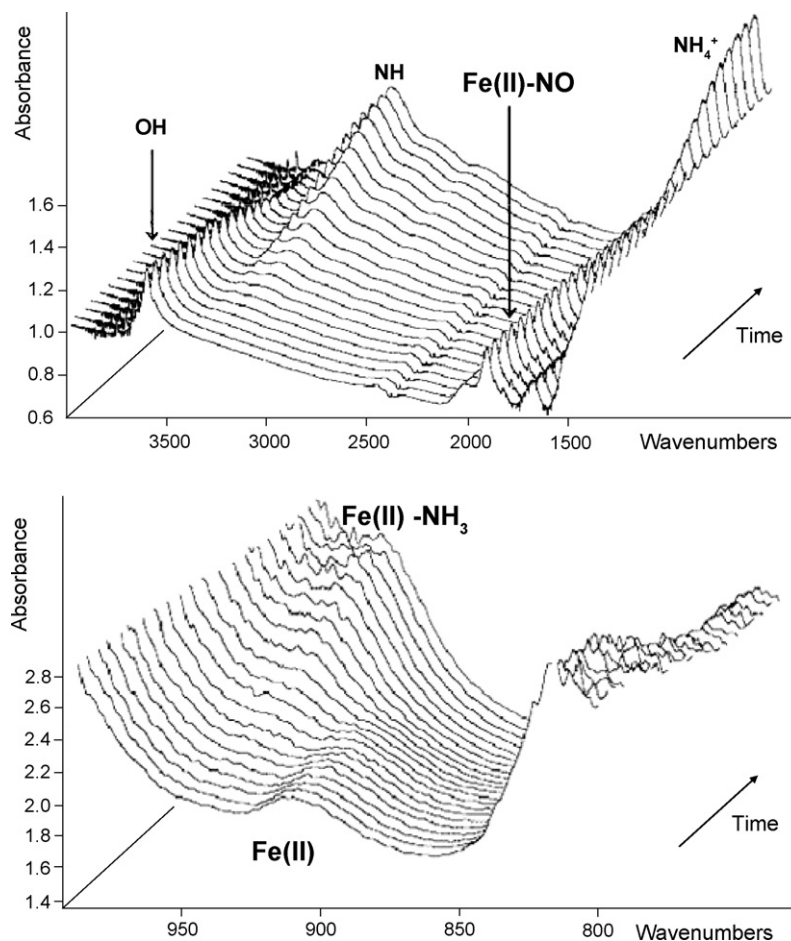 NH₄⁺
NH
Fe(II)-NO
OH
Absorbance
1.6
1.4
1.2
1.0
0.8
0.6
Time
3500 3000 2500 2000 1500 Wavenumbers
Fe(II) -NH₃
Absorbance
2.8
2.6
2.4
2.2
2.0
1.8
1.6
1.4
Fe(II)
Time
950 900 850 800 Wavenumbers